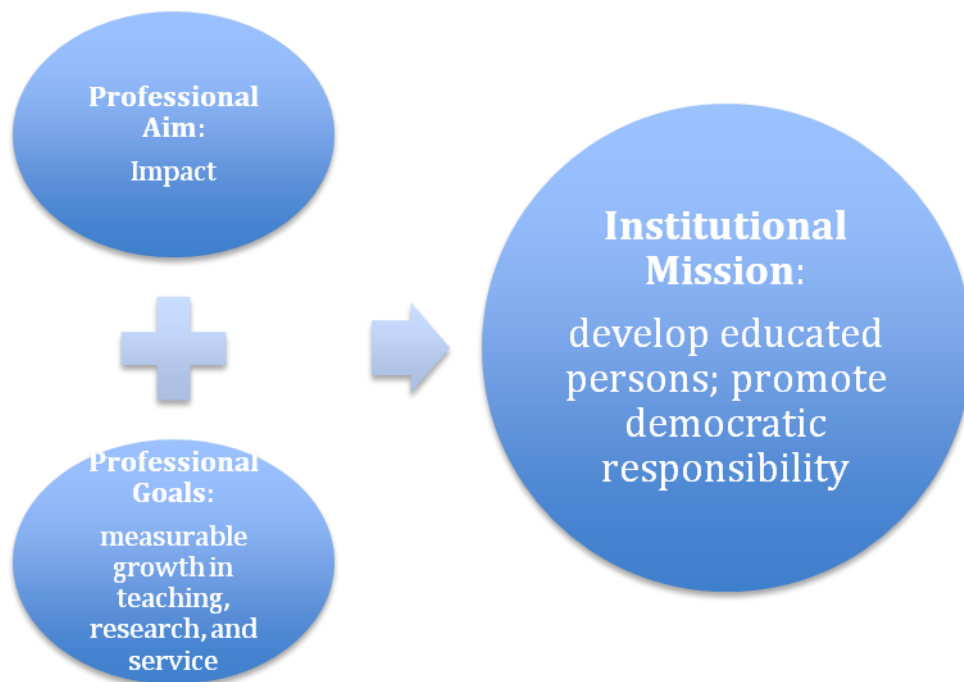 Professional
Aim:
Impact
Professional
Goals:
measurable
growth in
teaching,
research, and
service
Institutional
Mission:
develop educated
persons; promote
democratic
responsibility